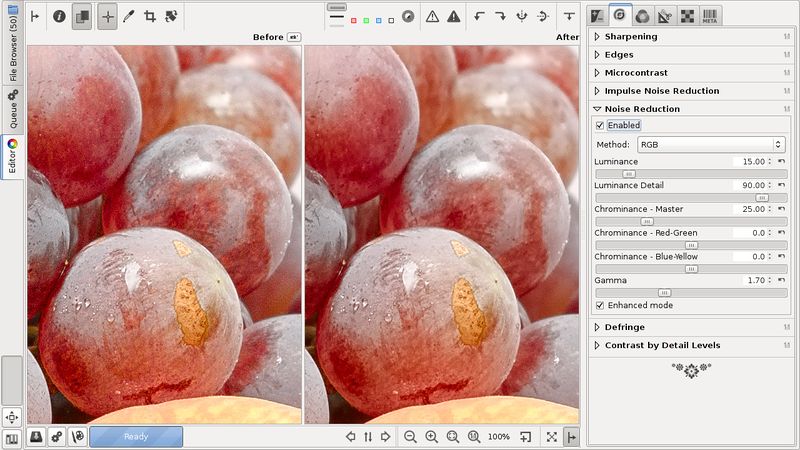 File Browser (50)
Queue
Editor
Before
After
META
Sharpening
Edges
Microcontrast
Impulse Noise Reduction
Noise Reduction
Enabled
Method: RGB
Luminance 15.00
Luminance Detail 90.00
Chrominance - Master 25.00
Chrominance - Red-Green 0.0
Chrominance - Blue-Yellow 0.0
Gamma 1.70
Enhanced mode
Defringe
Contrast by Detail Levels
Ready
100%